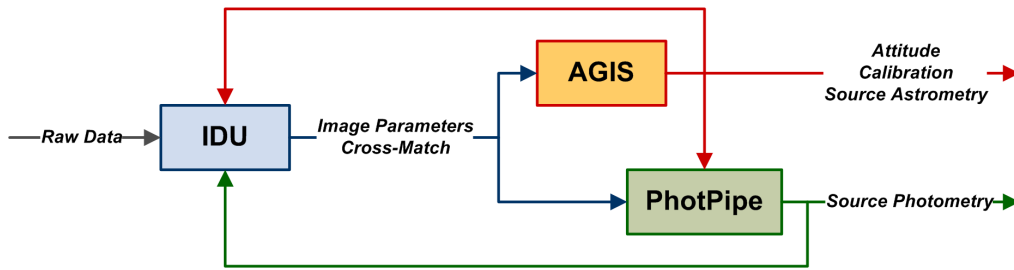 Raw Data
IDU
Image Parameters
Cross-Match
AGIS
Attitude
Calibration
Source Astrometry
PhotPipe
Source Photometry